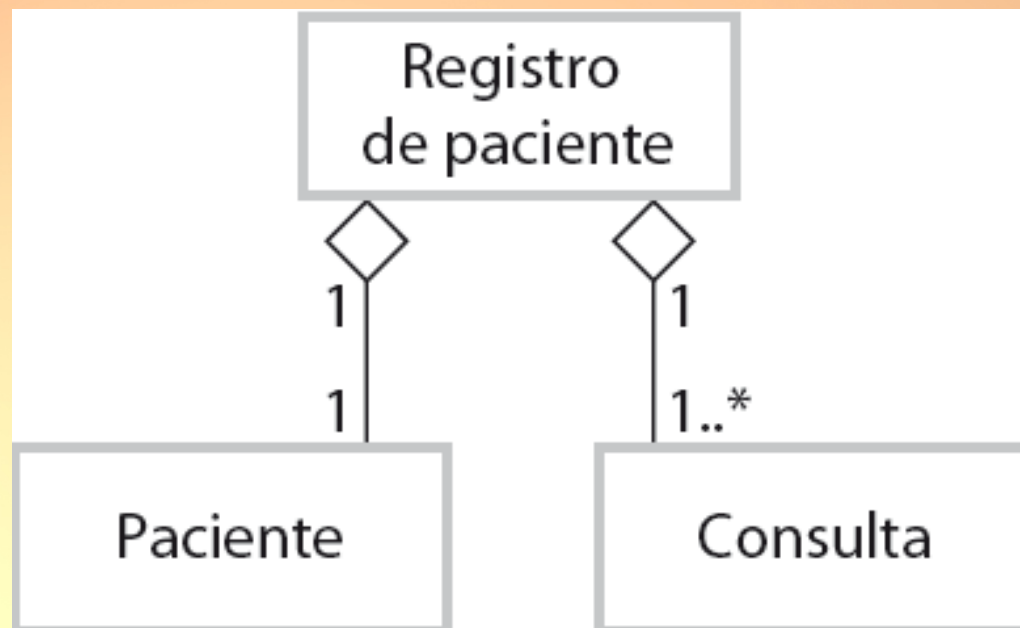 Registro
de paciente
1 1
1 1..*
Paciente Consulta